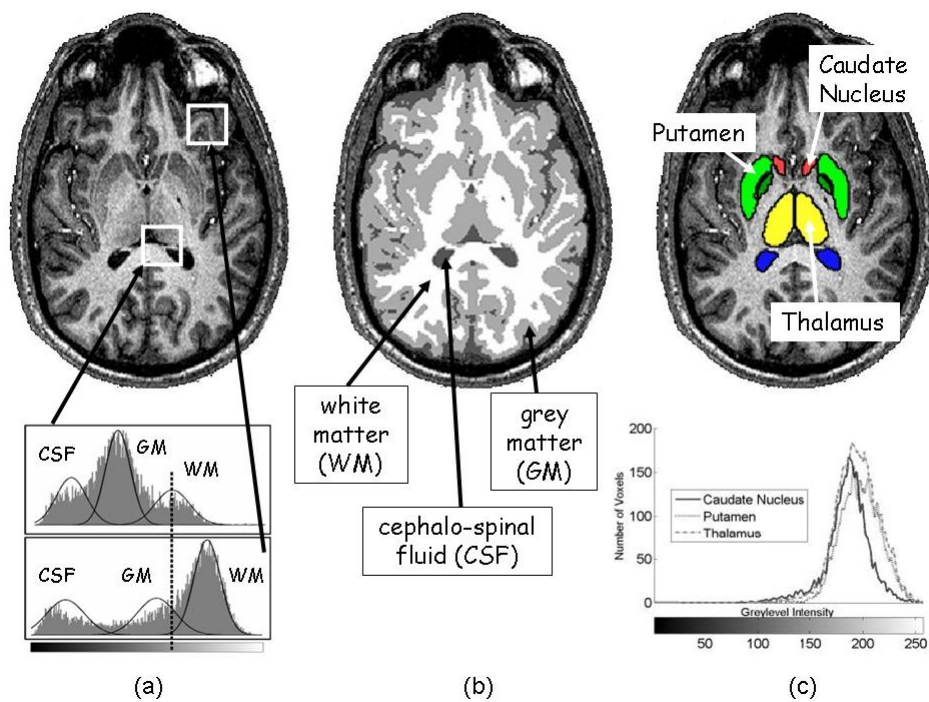 CSF
GM
WM
CSF
GM
WM
(a)
white
matter
(WM)
grey
matter
(GM)
cephalo-spinal
fluid (CSF)
(b)
Caudate
Nucleus
Putamen
Thalamus
200
150
100
50
0
Number of Voxels
Caudate Nucleus
Putamen
Thalamus
Greylevel Intensity
50 100 150 200 250
(c)